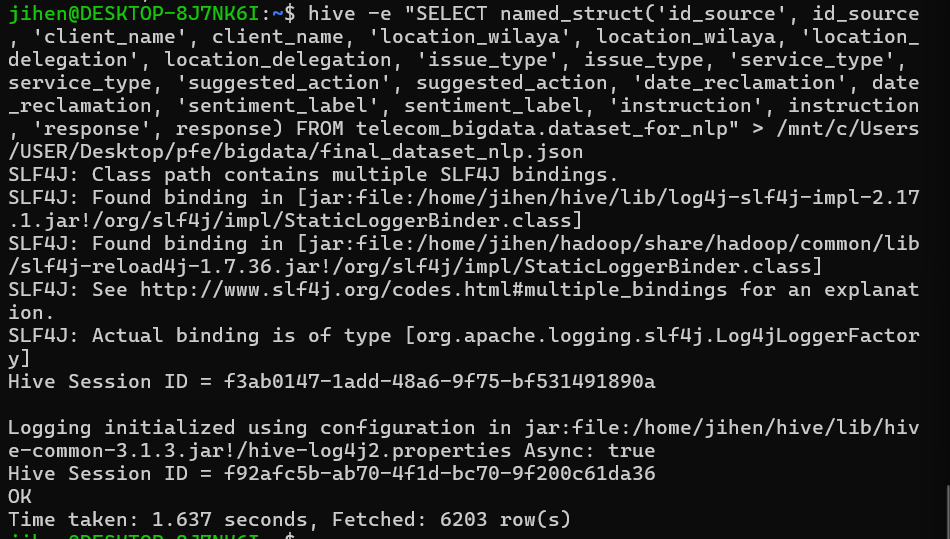 jihen@DESKTOP-8J7NK6I:~$ hive -e "SELECT named_struct('id_source', id_source
, 'client_name', client_name, 'location_wilaya', location_wilaya, 'location_
delegation', location_delegation, 'issue_type', issue_type, 'service_type',
service_type, 'suggested_action', suggested_action, 'date_reclamation', date
_reclamation, 'sentiment_label', sentiment_label, 'instruction', instruction
, 'response', response) FROM telecom_bigdata.dataset_for_nlp" > /mnt/c/Users
/USER/Desktop/pfe/bigdata/final_dataset_nlp.json
SLF4J: Class path contains multiple SLF4J bindings.
SLF4J: Found binding in [jar:file:/home/jihen/hive/lib/log4j-slf4j-impl-2.17
.1.jar!/org/slf4j/impl/StaticLoggerBinder.class]
SLF4J: Found binding in [jar:file:/home/jihen/hadoop/share/hadoop/common/lib
/slf4j-reload4j-1.7.36.jar!/org/slf4j/impl/StaticLoggerBinder.class]
SLF4J: See http://www.slf4j.org/codes.html#multiple_bindings for an explanat
ion.
SLF4J: Actual binding is of type [org.apache.logging.slf4j.Log4jLoggerFactor
y]
Hive Session ID = f3ab0147-1add-48a6-9f75-bf531491890a
Logging initialized using configuration in jar:file:/home/jihen/hive/lib/hiv
e-common-3.1.3.jar!/hive-log4j2.properties Async: true
Hive Session ID = f92afc5b-ab70-4f1d-bc70-9f200c61da36
OK
Time taken: 1.637 seconds, Fetched: 6203 row(s)
jihen@DESKTOP-8J7NK6I:~$